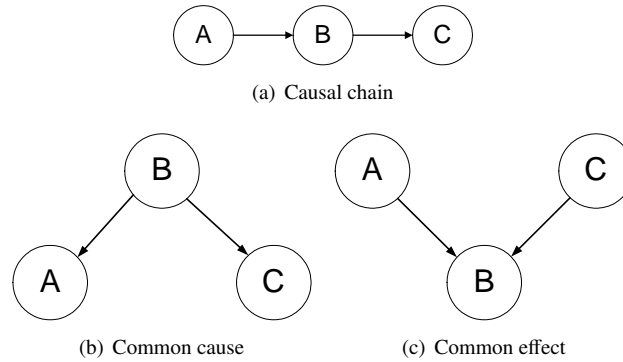 A B C
(a) Causal chain
B
A C
A C
B
(b) Common cause
(c) Common effect